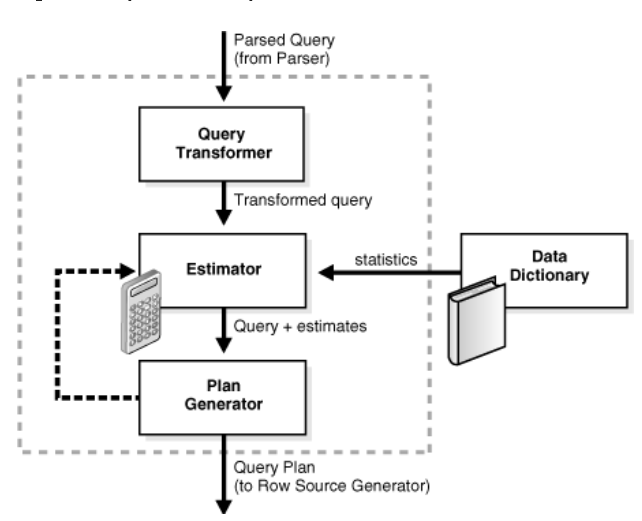 Parsed Query
(from Parser)
Query
Transformer
Transformed query
Estimator
statistics
Data
Dictionary
Query + estimates
Plan
Generator
Query Plan
(to Row Source Generator)